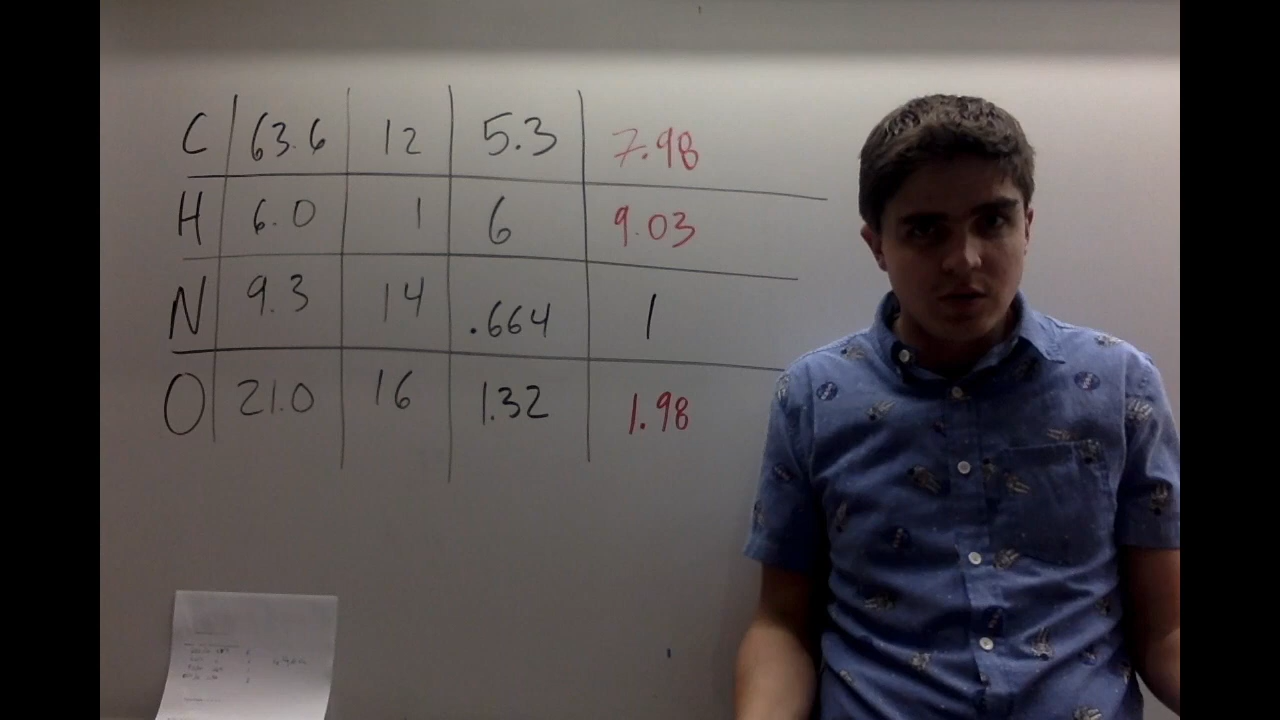 C 63.6 12 5.3 7.98
H 6.0 1 6 9.03
N 9.3 14 .664 1
O 21.0 16 1.32 1.98